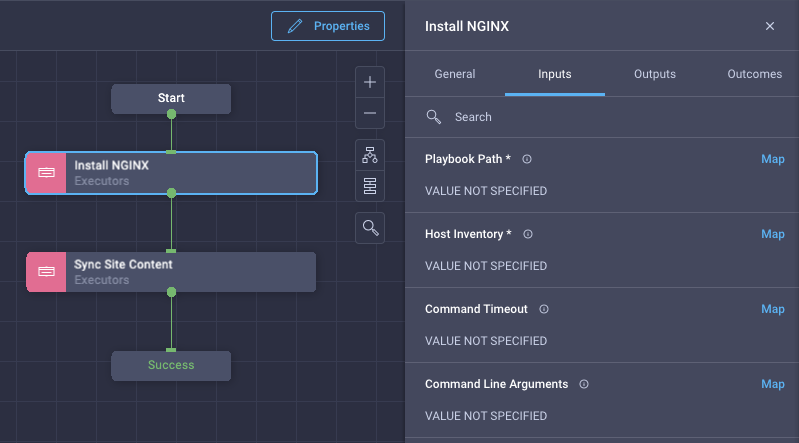 Properties
Start
Install NGINX
Executors
Sync Site Content
Executors
Success
Install NGINX
General
Inputs
Outputs
Outcomes
Search
Playbook Path *
Map
VALUE NOT SPECIFIED
Host Inventory *
Map
VALUE NOT SPECIFIED
Command Timeout
Map
VALUE NOT SPECIFIED
Command Line Arguments
Map
VALUE NOT SPECIFIED